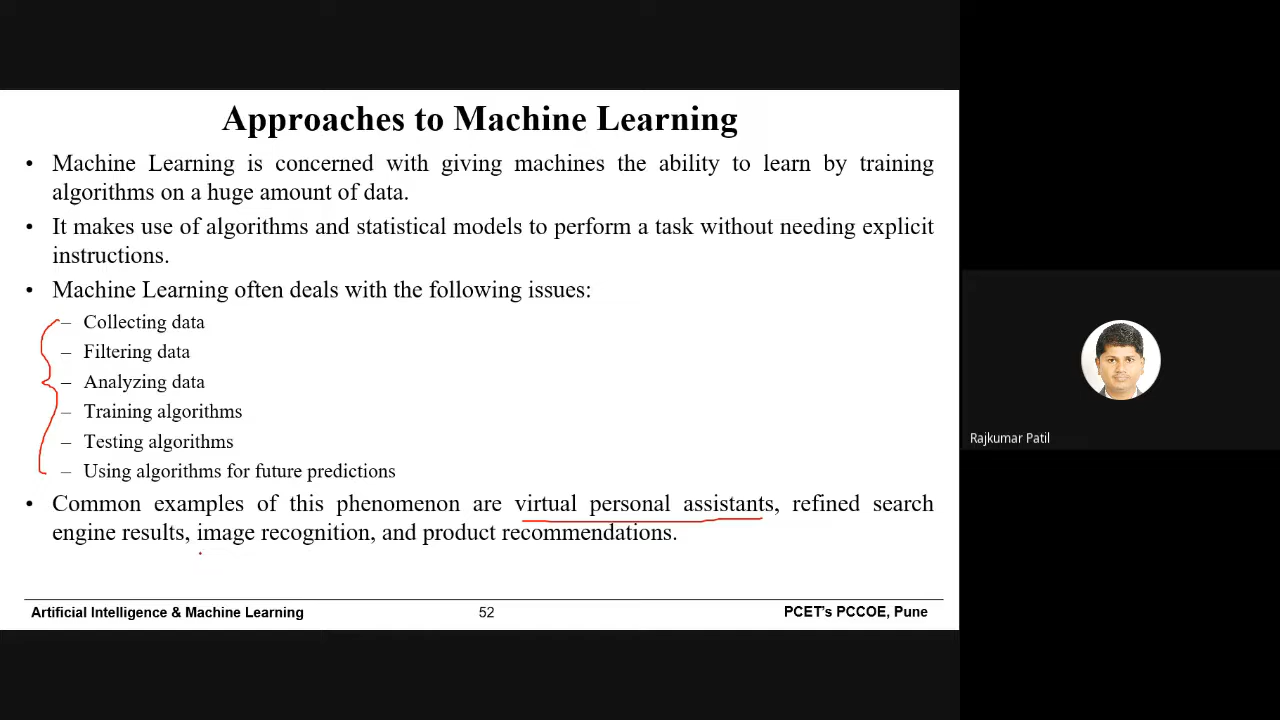 Approaches to Machine Learning
• Machine Learning is concerned with giving machines the ability to learn by training
algorithms on a huge amount of data.
• It makes use of algorithms and statistical models to perform a task without needing explicit
instructions.
• Machine Learning often deals with the following issues:
– Collecting data
– Filtering data
– Analyzing data
– Training algorithms
– Testing algorithms
– Using algorithms for future predictions
• Common examples of this phenomenon are virtual personal assistants, refined search
engine results, image recognition, and product recommendations.
Artificial Intelligence & Machine Learning 52 PCET's PCCOE, Pune
Rajkumar Patil